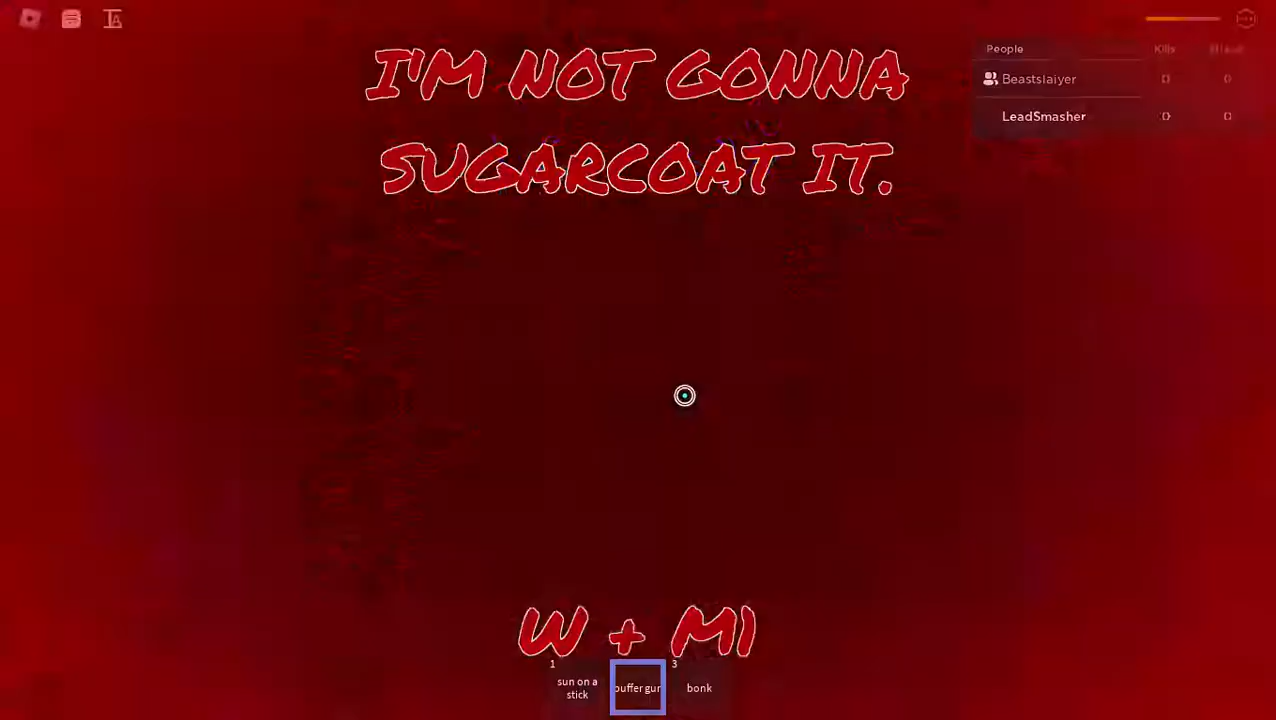 I'M NOT GONNA
SUGARCOAT IT.
People Kills
Beastslaiyer 0 0
LeadSmasher 0 0
W + M1
1 3
sun on a
stick
buffer gun
bonk